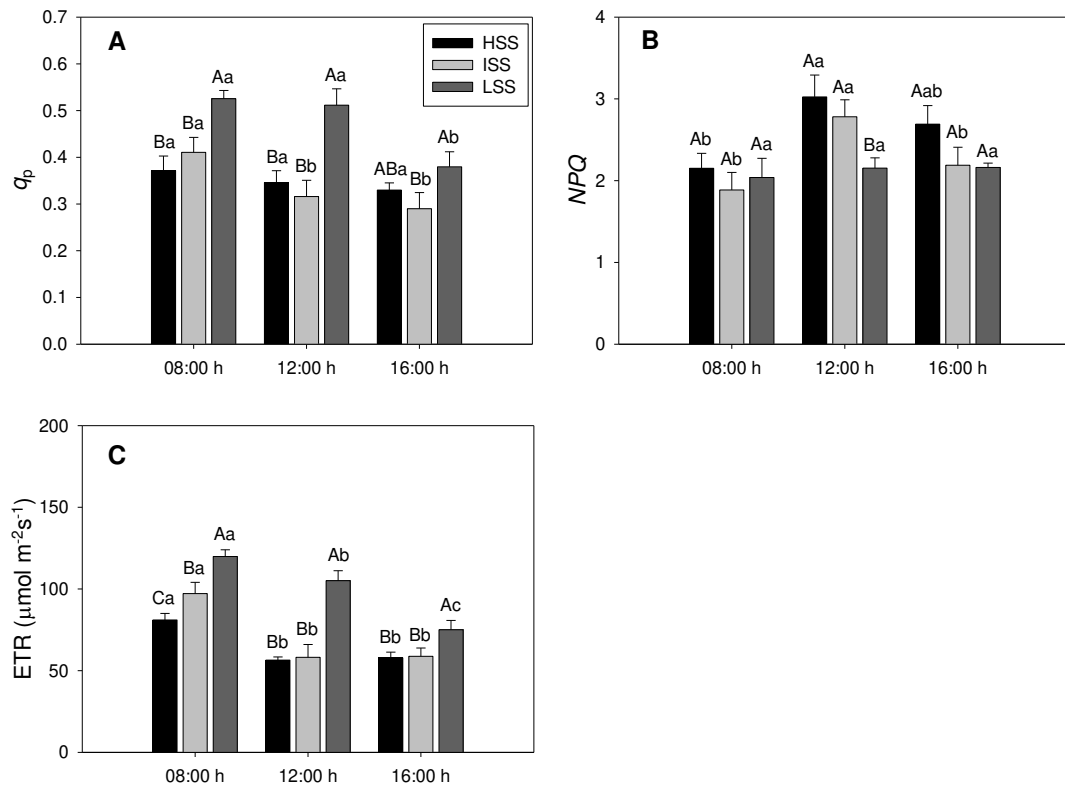 A
HSS
ISS
LSS
0.7
0.6
0.5
0.4
0.3
0.2
0.1
0.0
qp
Ba Ba Aa Ba Bb Aa ABa Bb Ab
08:00 h 12:00 h 16:00 h
B
4
3
2
1
0
NPQ
Ab Ab Aa Aa Aa Ba Aab Ab Aa
08:00 h 12:00 h 16:00 h
C
200
150
100
50
0
ETR (μmol m-2s-1)
Ca Ba Aa Bb Bb Ab Bb Bb Ac
08:00 h 12:00 h 16:00 h